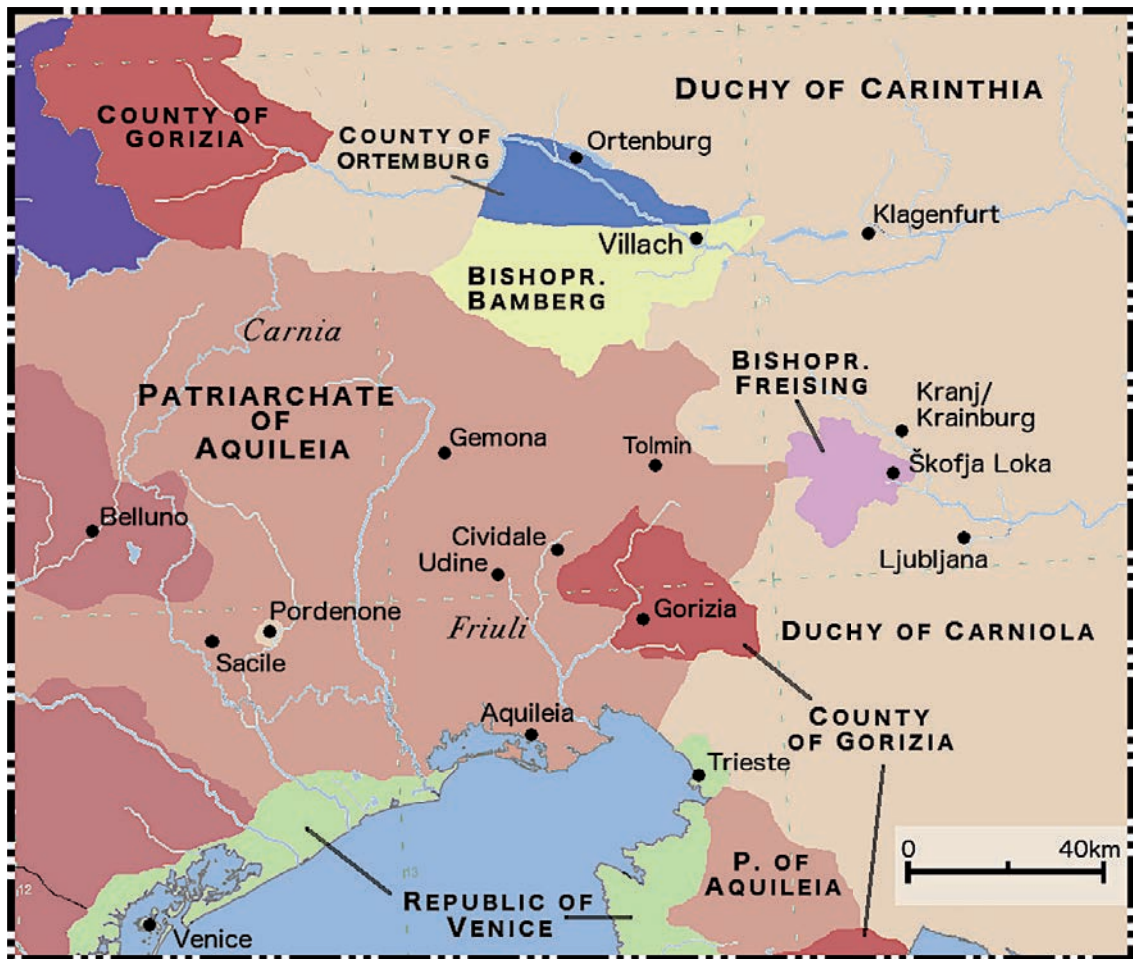 DUCHY OF CARINTHIA
COUNTY OF
GORIZIA
COUNTY OF
ORTEMBURG
Ortenburg
Klagenfurt
Villach
BISHOPR.
BAMBERG
Carnia
PATRIARCHATE
OF
AQUILEIA
BISHOPR.
FREISING
Kranj/
Krainburg
Gemona
Tolmin
Škofja Loka
Belluno
Cividale
Udine
Ljubljana
Pordenone
Friuli
Gorizia
DUCHY OF CARNIOLA
Sacile
Aquileia
COUNTY
OF GORIZIA
Trieste
0 40km
P. OF
AQUILEIA
12
13
REPUBLIC OF
VENICE
Venice